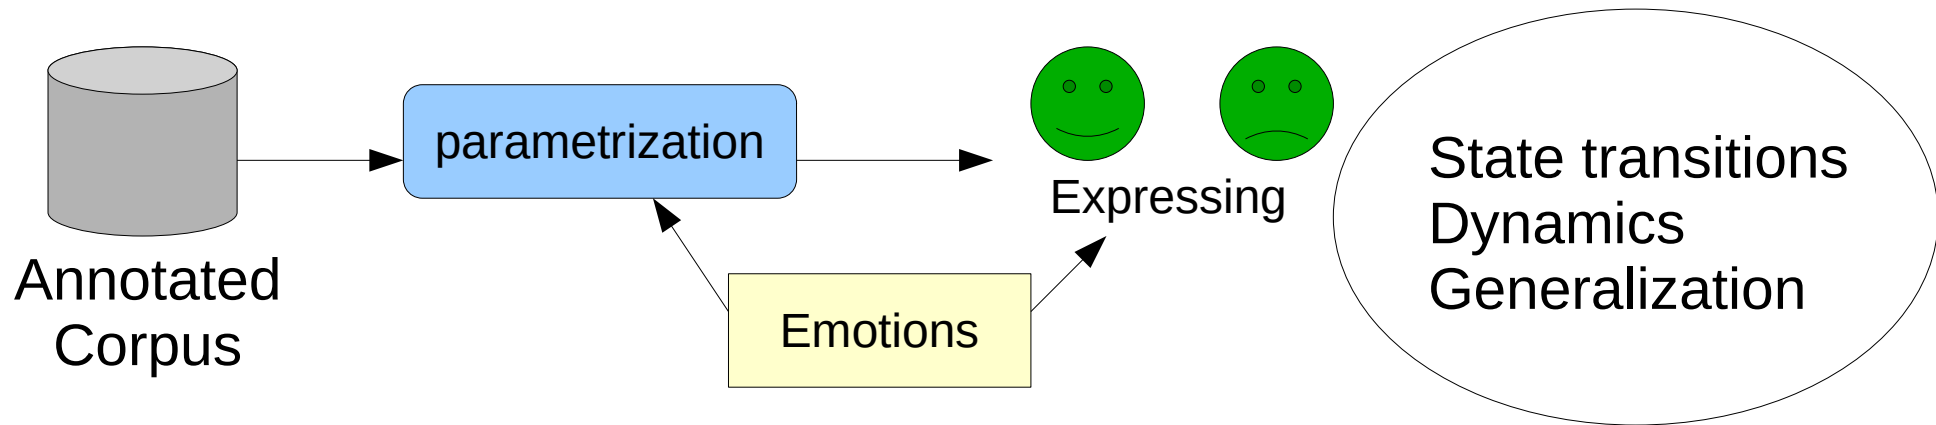 Annotated
Corpus
parametrization
Emotions
Expressing
State transitions
Dynamics
Generalization